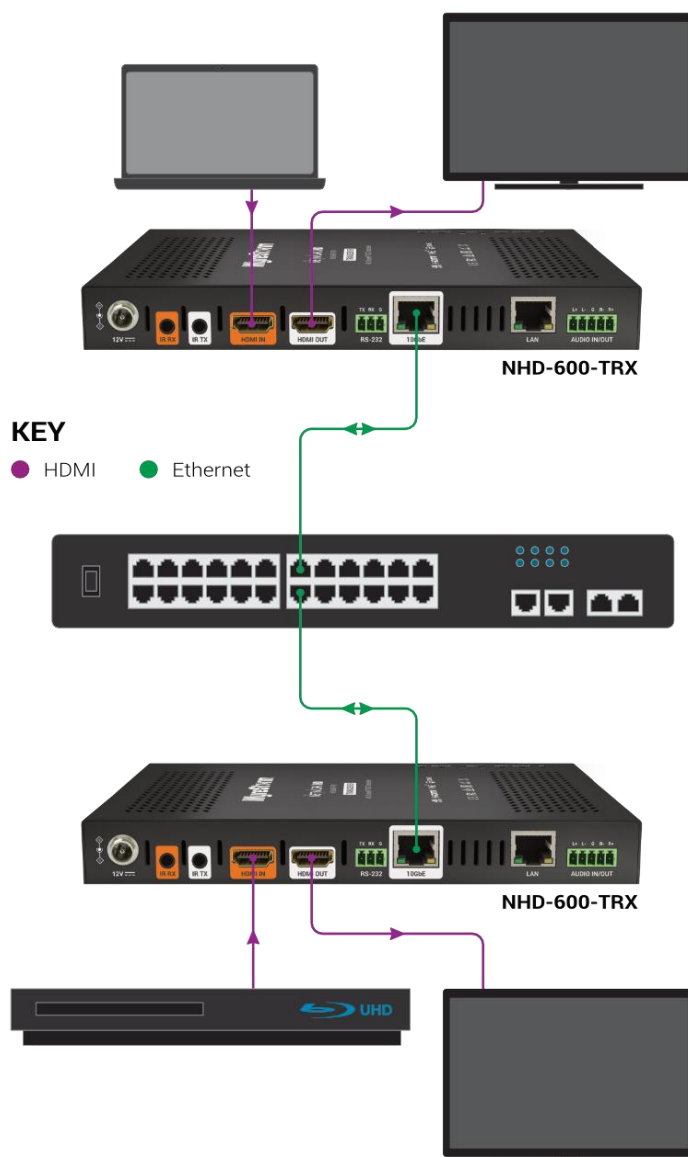 12V
IR RX
IR TX
HDMI IN
HDMI OUT
TX RX G
RS-232
10GbE
LAN
L+ L- G R- R+
AUDIO IN/OUT
NHD-600-TRX
KEY
HDMI
Ethernet
12V
IR RX
IR TX
HDMI IN
HDMI OUT
TX RX G
RS-232
10GbE
LAN
L+ L- G R- R+
AUDIO IN/OUT
NHD-600-TRX
UHD